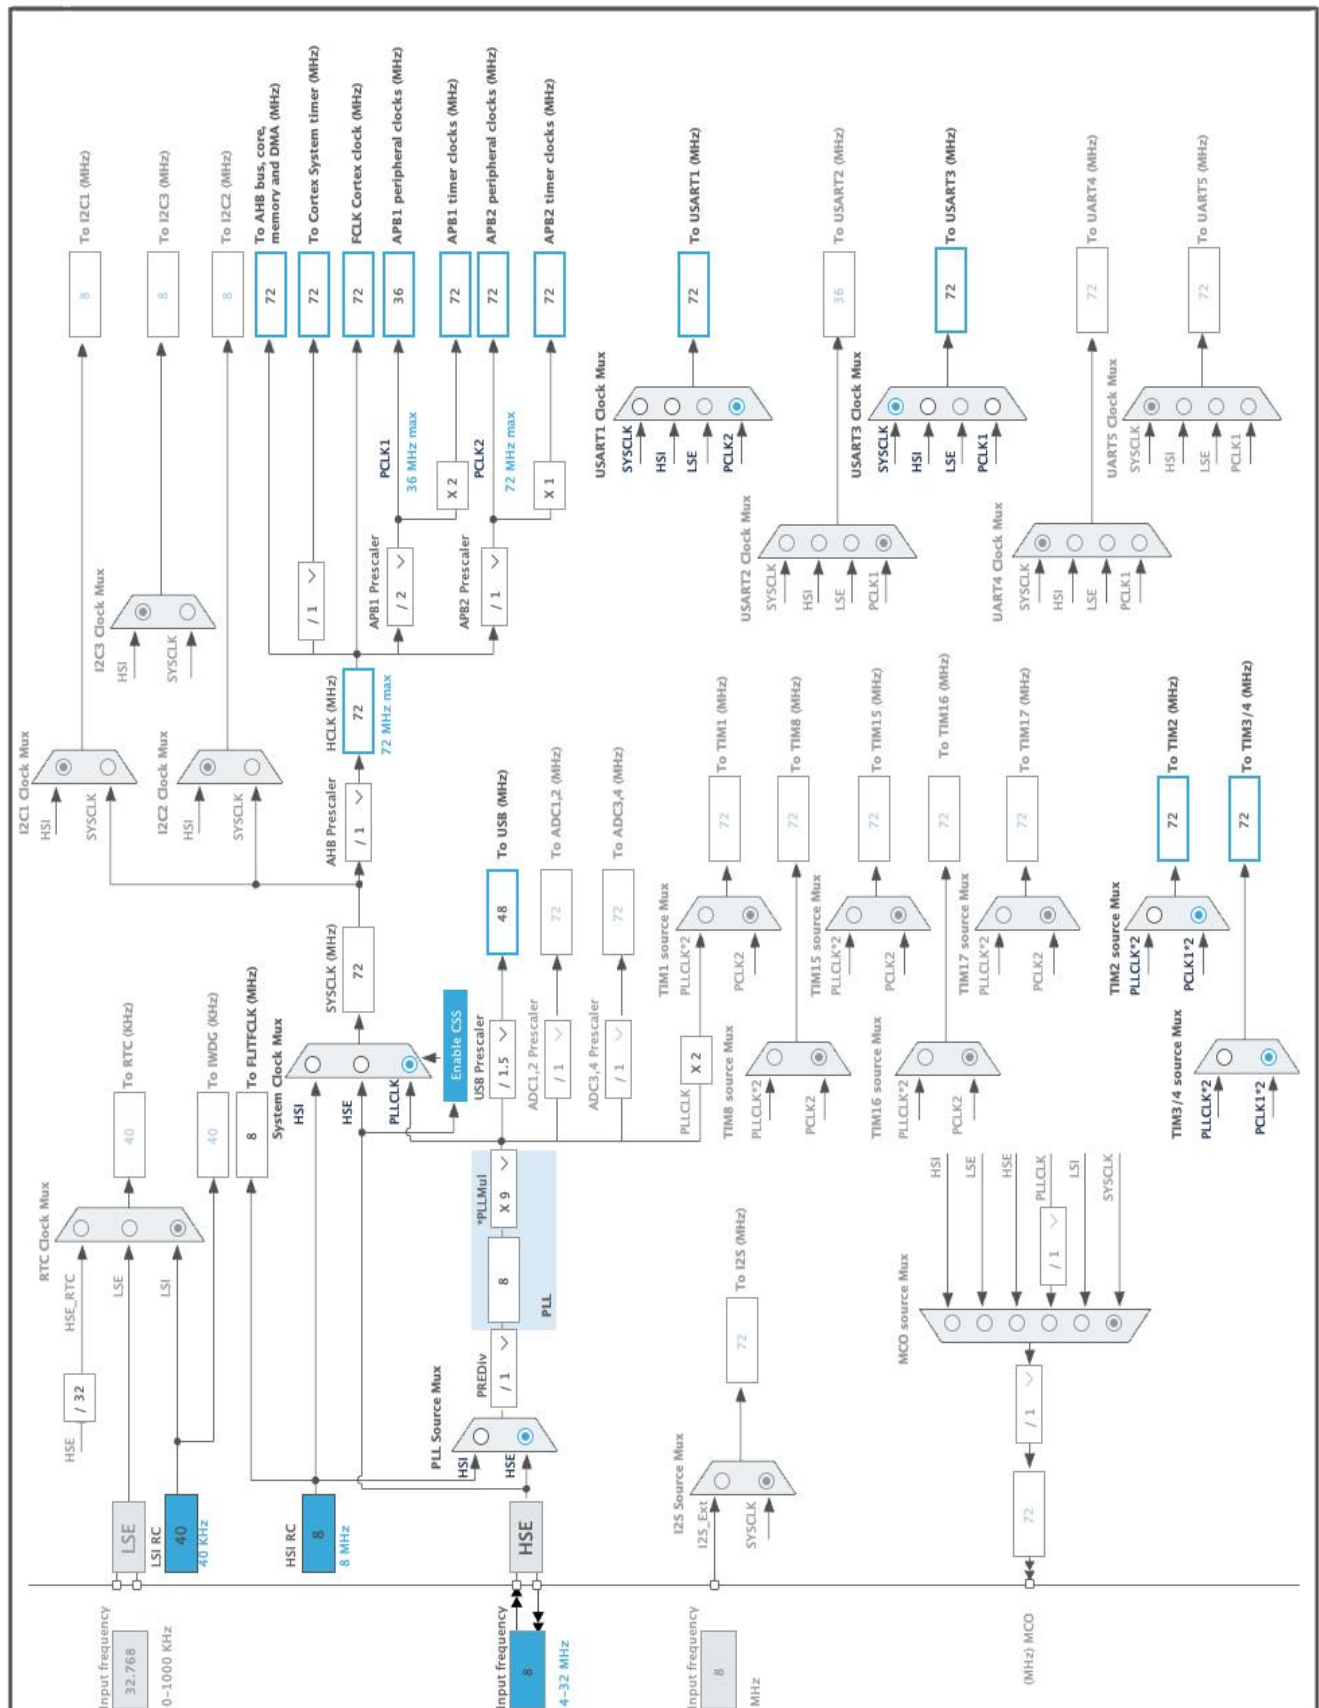 Input frequency
32.768
0-1000 KHz
LSE
HSE
/ 32
HSE_RTC
LSE
LSI
RTC Clock Mux
40
To RTC (KHz)
LSI RC
40
40 KHz
40
To IWDG (KHz)
HSI RC
8
8 MHz
8
To FLITFCLK (MHz)
Input frequency
8
4-32 MHz
HSE
PLL Source Mux
HSI
HSE
PREDiv
/ 1
8
*PLLMul
X 9
PLL
System Clock Mux
HSI
HSE
PLLCLK
Enable CSS
SYSCLK (MHz)
72
AHB Prescaler
/ 1
HCLK (MHz)
72
72 MHz max
I2C1 Clock Mux
HSI
SYSCLK
8
To I2C1 (MHz)
I2C3 Clock Mux
HSI
SYSCLK
8
To I2C3 (MHz)
I2C2 Clock Mux
HSI
SYSCLK
8
To I2C2 (MHz)
72
To AHB bus, core,
memory and DMA (MHz)
/ 1
72
To Cortex System timer (MHz)
72
FCLK Cortex clock (MHz)
APB1 Prescaler
/ 2
PCLK1
36 MHz max
36
APB1 peripheral clocks (MHz)
X 2
72
APB1 timer clocks (MHz)
APB2 Prescaler
/ 1
PCLK2
72 MHz max
72
APB2 peripheral clocks (MHz)
X 1
72
APB2 timer clocks (MHz)
USB Prescaler
/ 1.5
48
To USB (MHz)
ADC1,2 Prescaler
/ 1
72
To ADC1,2 (MHz)
ADC3,4 Prescaler
/ 1
72
To ADC3,4 (MHz)
PLLCLK
X 2
TIM1 source Mux
PLLCLK*2
PCLK2
72
To TIM1 (MHz)
TIM8 source Mux
PLLCLK*2
PCLK2
72
To TIM8 (MHz)
TIM15 source Mux
PLLCLK*2
PCLK2
72
To TIM15 (MHz)
TIM16 source Mux
PLLCLK*2
PCLK2
72
To TIM16 (MHz)
TIM17 source Mux
PLLCLK*2
PCLK2
72
To TIM17 (MHz)
TIM2 source Mux
PLLCLK*2
PCLK1*2
72
To TIM2 (MHz)
TIM3/4 source Mux
PLLCLK*2
PCLK1*2
72
To TIM3/4 (MHz)
USART1 Clock Mux
SYSCLK
HSI
LSE
PCLK2
72
To USART1 (MHz)
USART2 Clock Mux
SYSCLK
HSI
LSE
PCLK1
36
To USART2 (MHz)
USART3 Clock Mux
SYSCLK
HSI
LSE
PCLK1
72
To USART3 (MHz)
UART4 Clock Mux
SYSCLK
HSI
LSE
PCLK1
72
To UART4 (MHz)
UART5 Clock Mux
SYSCLK
HSI
LSE
PCLK1
72
To UART5 (MHz)
Input frequency
8
MHz
I2S Source Mux
I2S_Ext
SYSCLK
72
To I2S (MHz)
(MHz) MCO
72
/ 1
MCO source Mux
HSI
LSE
HSE
/ 1
PLLCLK
LSI
SYSCLK